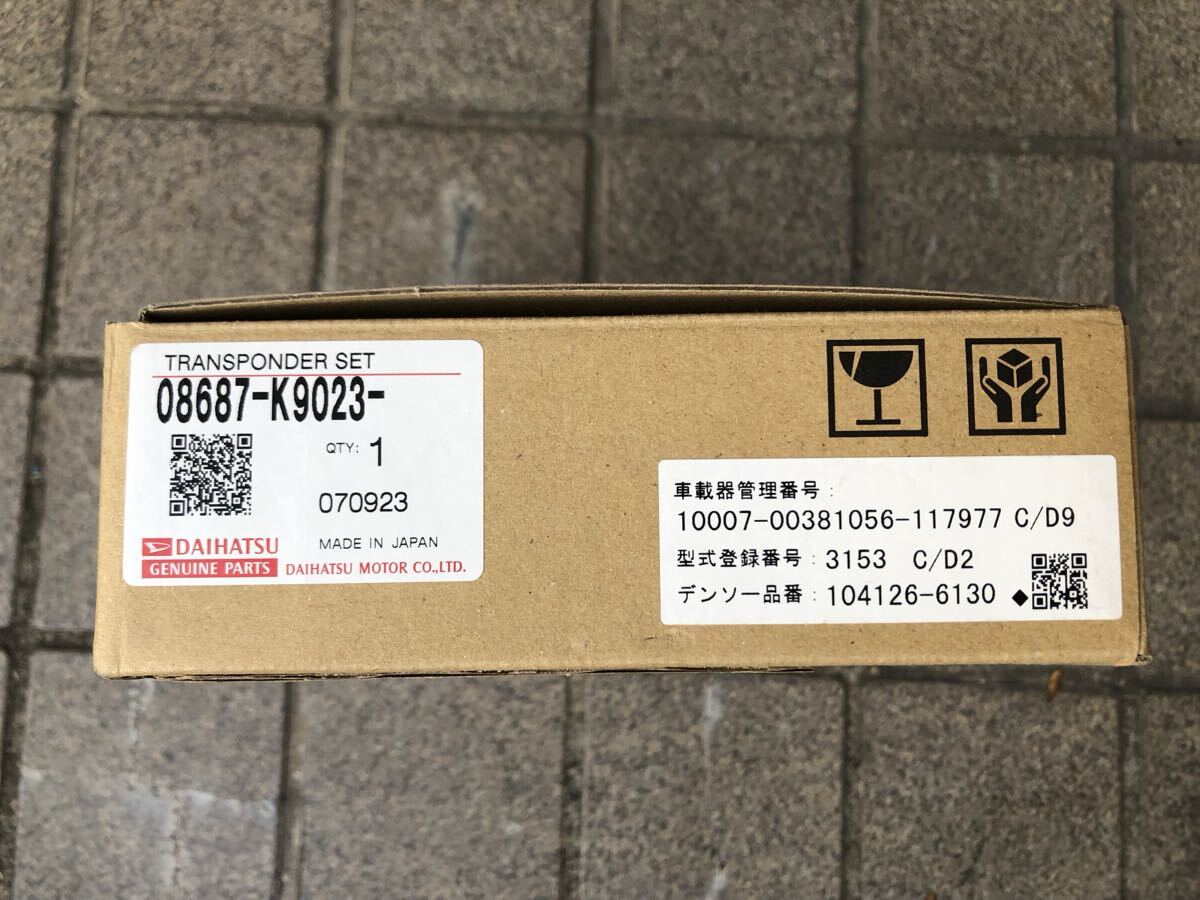 TRANSPONDER SET
08687-K9023-
QTY: 1
070923
DAIHATSU
GENUINE PARTS
MADE IN JAPAN
DAIHATSU MOTOR CO.,LTD.
車載器管理番号:
10007-00381056-117977 C/D9
型式登録番号:3153 C/D2
デンソー品番:104126-6130 ◆